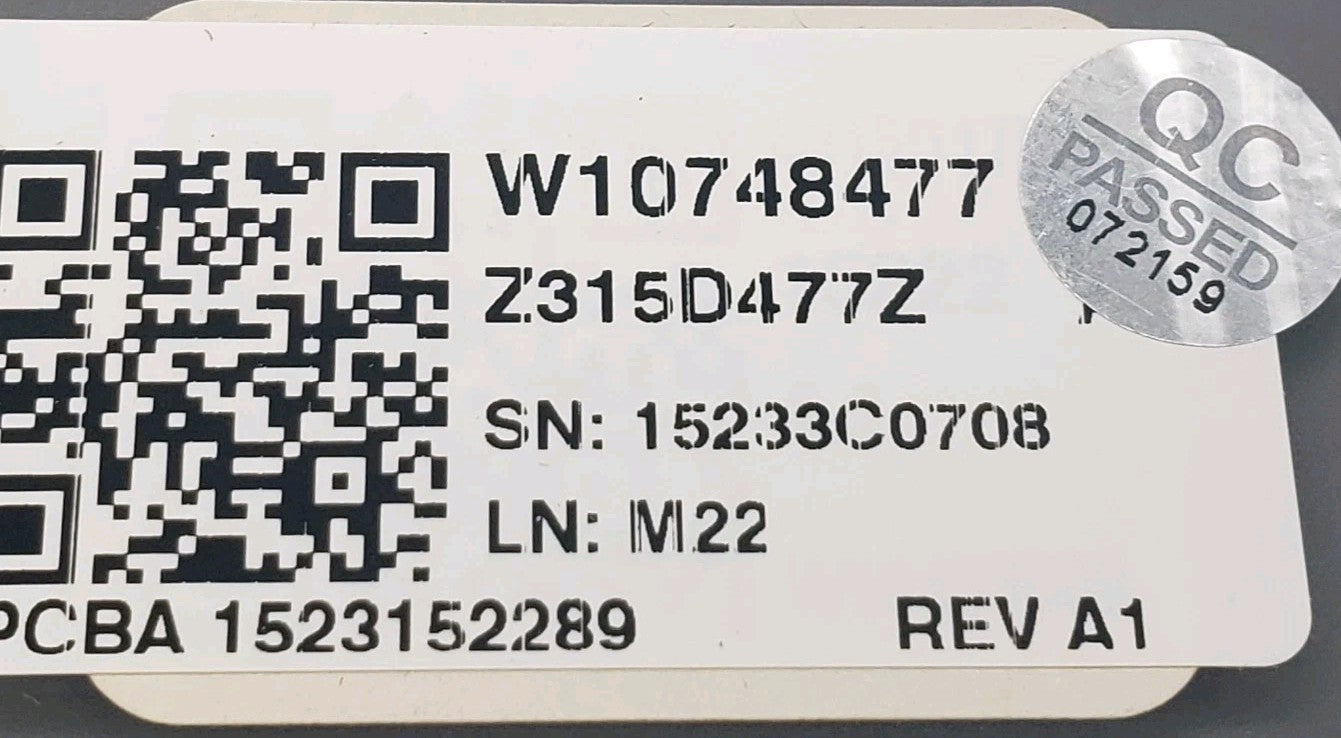 W10748477
Z315D477Z
SN: 15233C0708
LN: M22
PCBA 1523152289
REV A1
QC
PASSED
072159